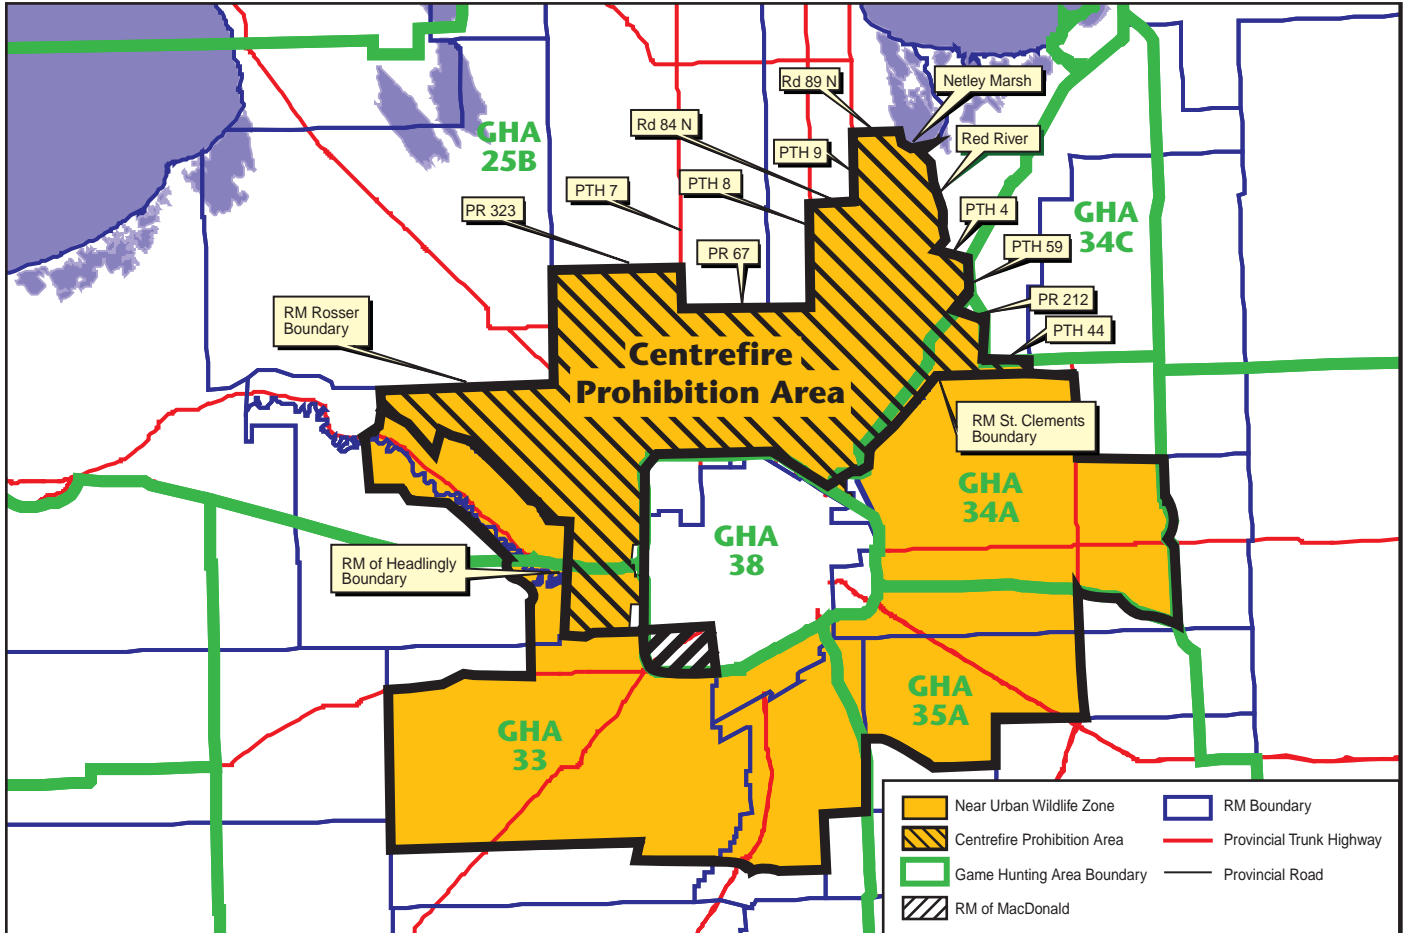 Rd 89 N
Netley Marsh
Rd 84 N
GHA
25B
PTH 9
Red River
PTH 7
PTH 8
PR 323
PTH 4
GHA
34C
PR 67
PTH 59
RM Rosser
Boundary
PR 212
PTH 44
Centrefire
Prohibition Area
RM St. Clements
Boundary
GHA
34A
GHA
38
RM of Headlingly
Boundary
GHA
35A
GHA
33
Near Urban Wildlife Zone
RM Boundary
Centrefire Prohibition Area
Provincial Trunk Highway
Game Hunting Area Boundary
Provincial Road
RM of MacDonald